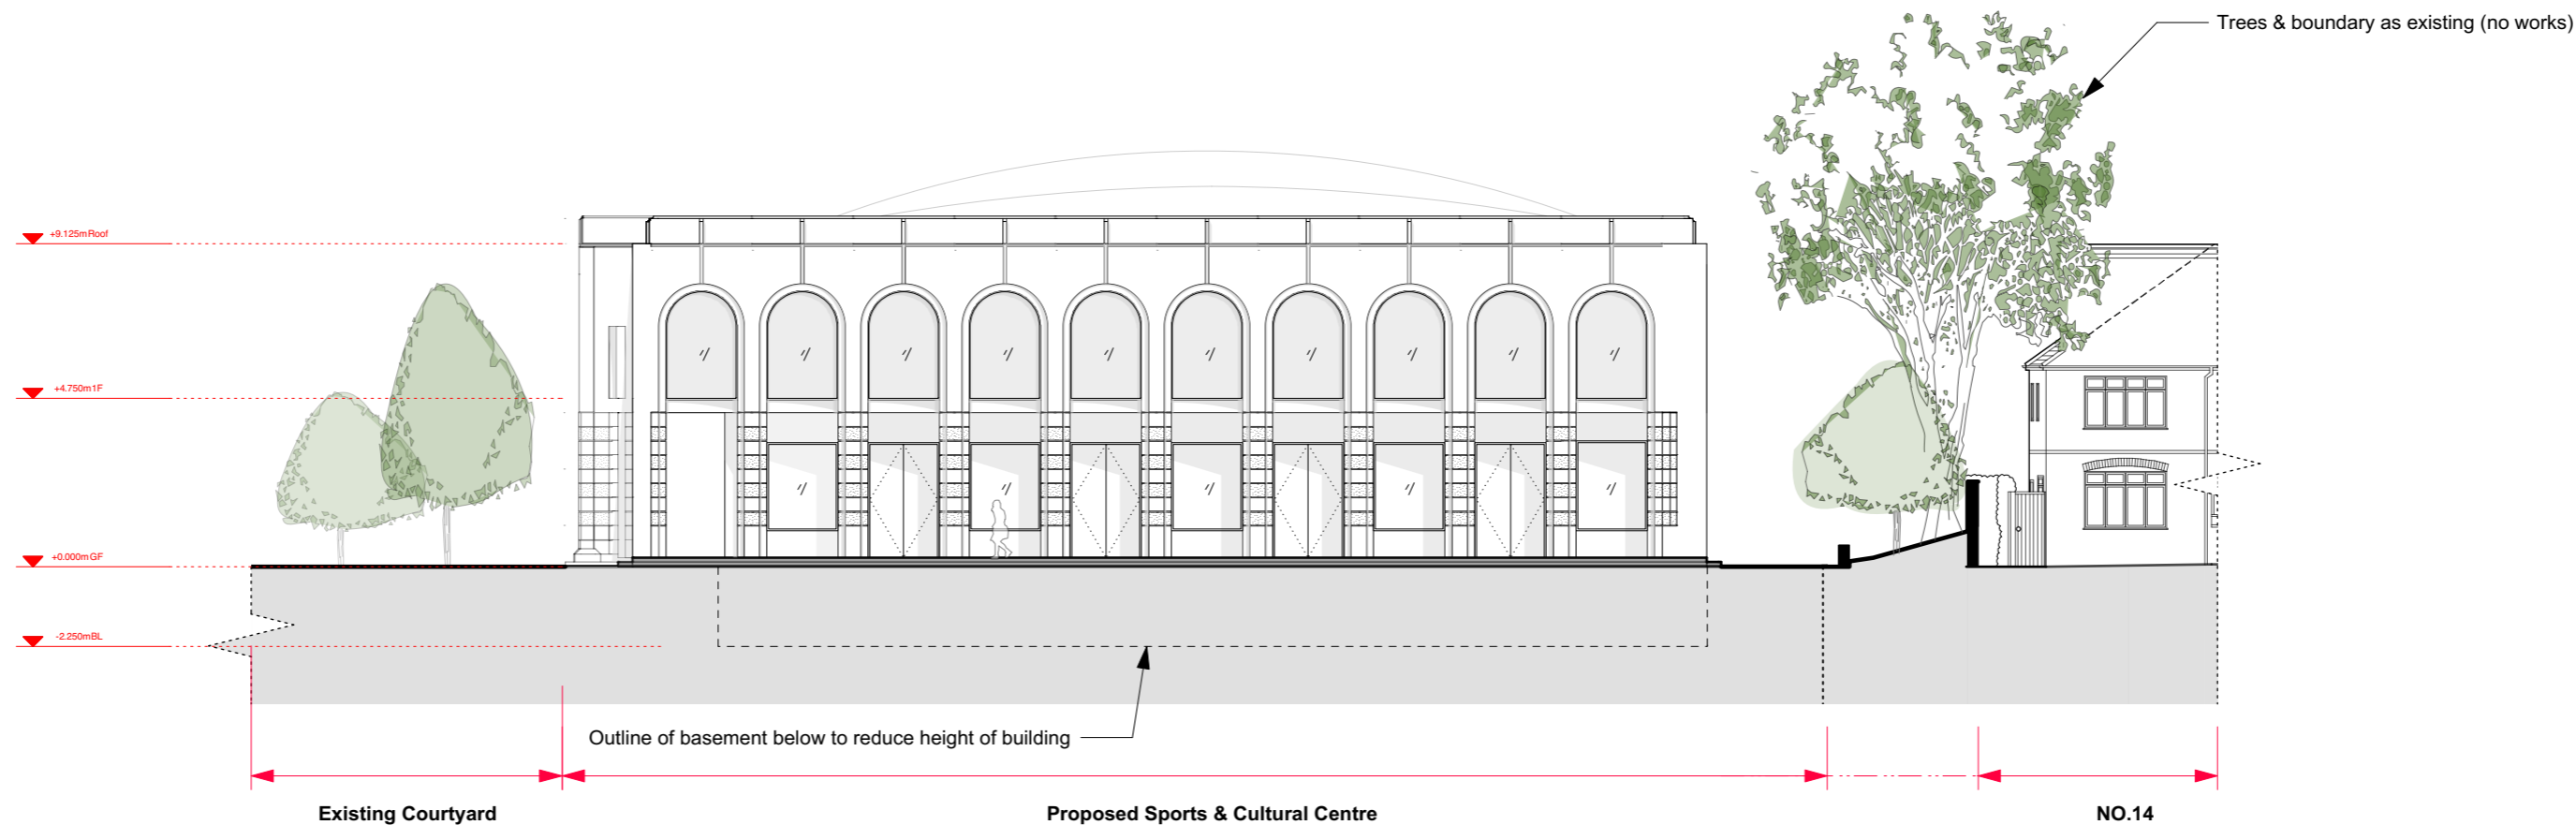 Trees & boundary as existing (no works)
+9.125mRoof
+4.750m1F
+0.000mGF
-2.250mBL
Outline of basement below to reduce height of building
Existing Courtyard
Proposed Sports & Cultural Centre
NO.14